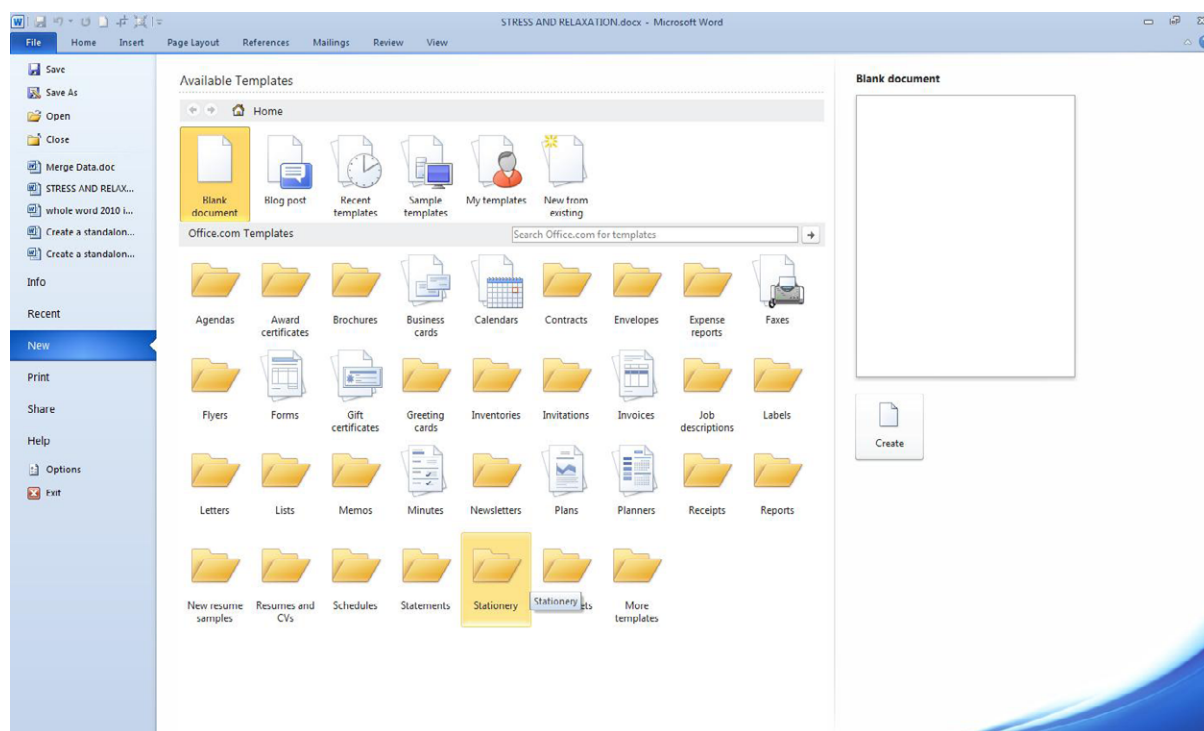 STRESS AND RELAXATION.docx - Microsoft Word
File Home Insert Page Layout References Mailings Review View
Save
Save As
Open
Close
Merge Data.doc
STRESS AND RELAX...
whole word 2010 i...
Create a standalon...
Create a standalon...
Info
Recent
New
Print
Share
Help
Options
Exit
Available Templates
Home
Blank document
Blog post
Recent templates
Sample templates
My templates
New from existing
Office.com Templates
Search Office.com for templates
Agendas
Award certificates
Brochures
Business cards
Calendars
Contracts
Envelopes
Expense reports
Faxes
Flyers
Forms
Gift certificates
Greeting cards
Inventories
Invitations
Invoices
Job descriptions
Labels
Letters
Lists
Memos
Minutes
Newsletters
Plans
Planners
Receipts
Reports
New resume samples
Resumes and CVs
Schedules
Statements
Stationery
Stationery
More templates
Blank document
Create